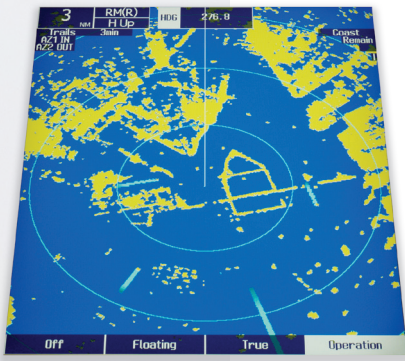 3 NM
RM(R)
H Up
HDG 276.8
Trails 3min
AZ1 IN
AZ2 OUT
Coast
Remain
Off Floating True Operation